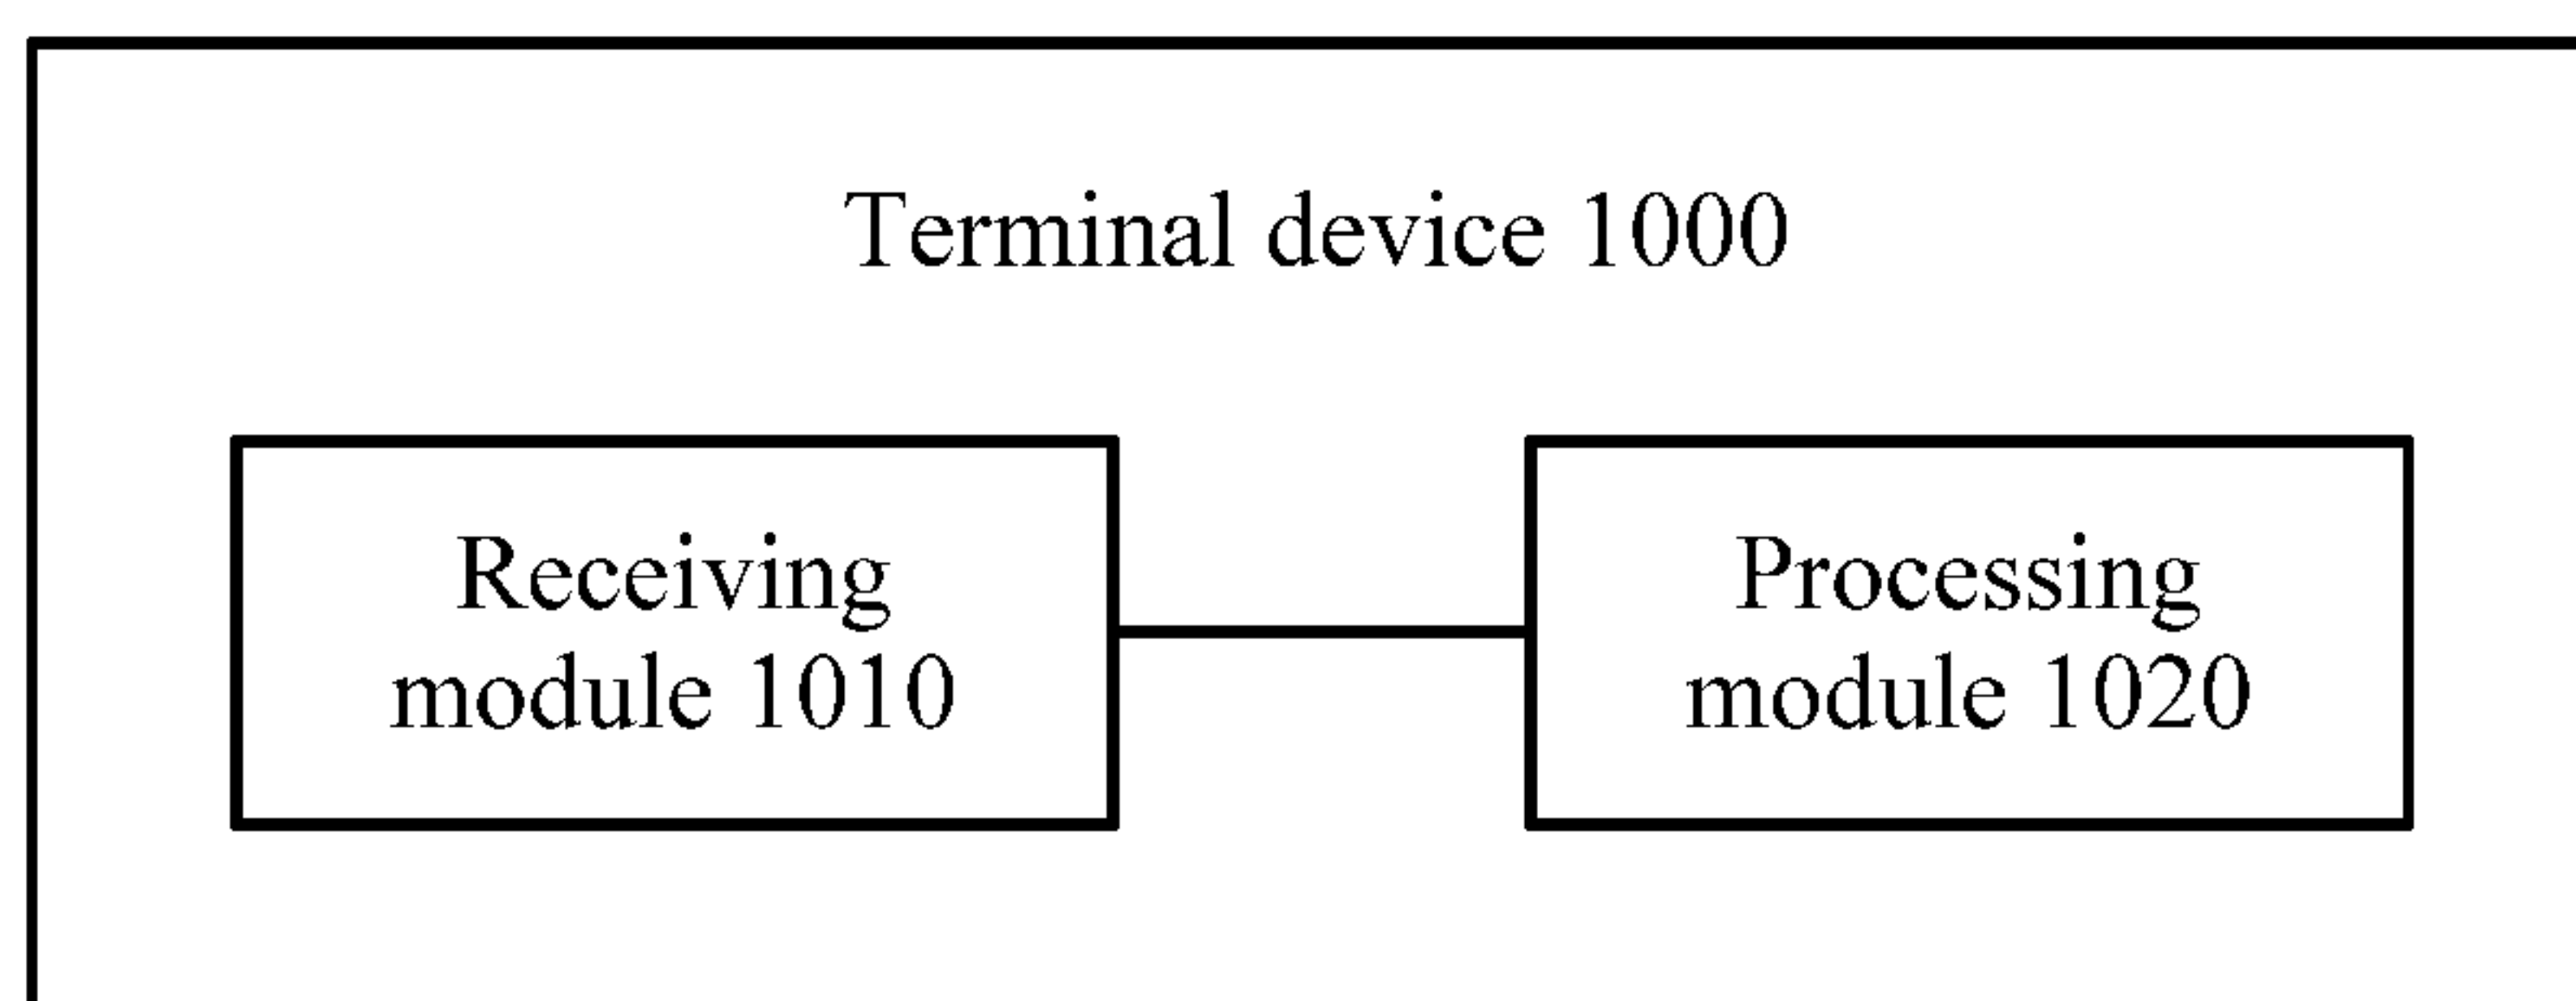 Terminal device 1000
Receiving
module 1010
Processing
module 1020